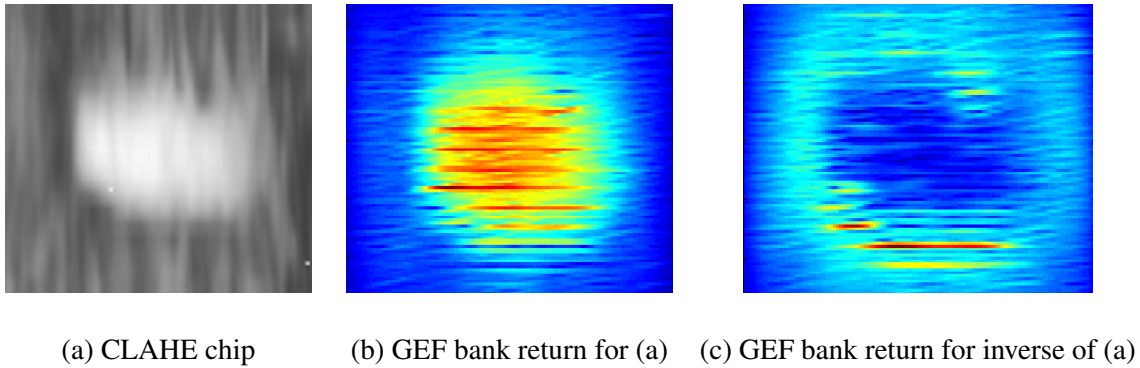 (a) CLAHE chip
(b) GEF bank return for (a)
(c) GEF bank return for inverse of (a)